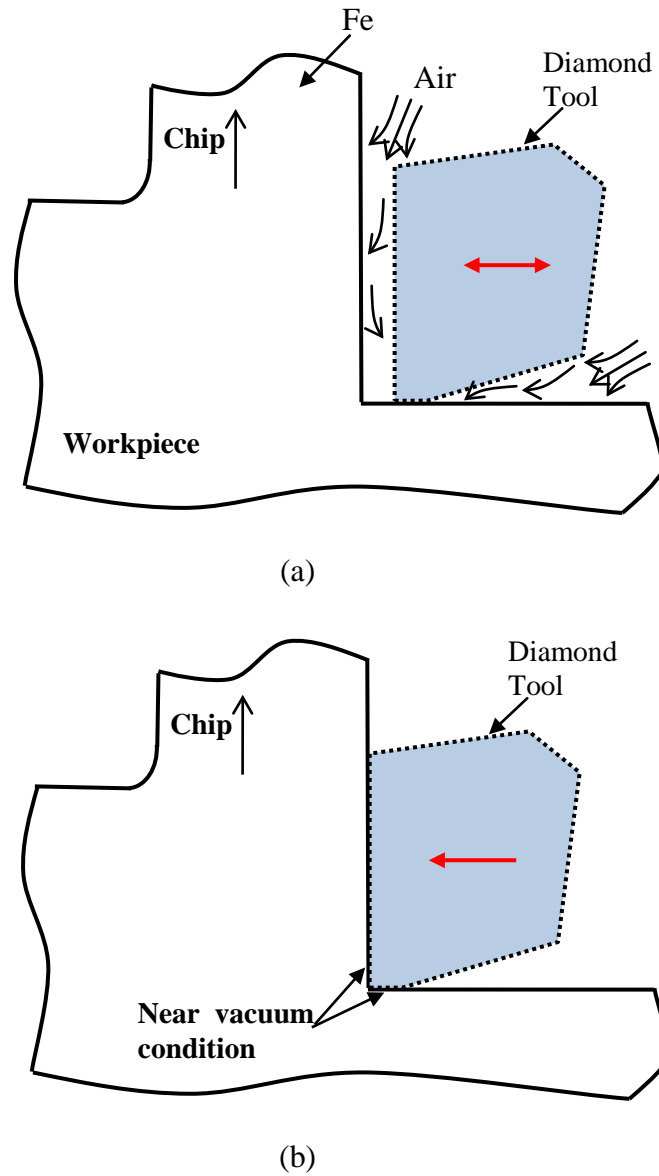 Fe
Air
Diamond
Tool
Chip
Workpiece
(a)
Diamond
Tool
Chip
Near vacuum
condition
(b)